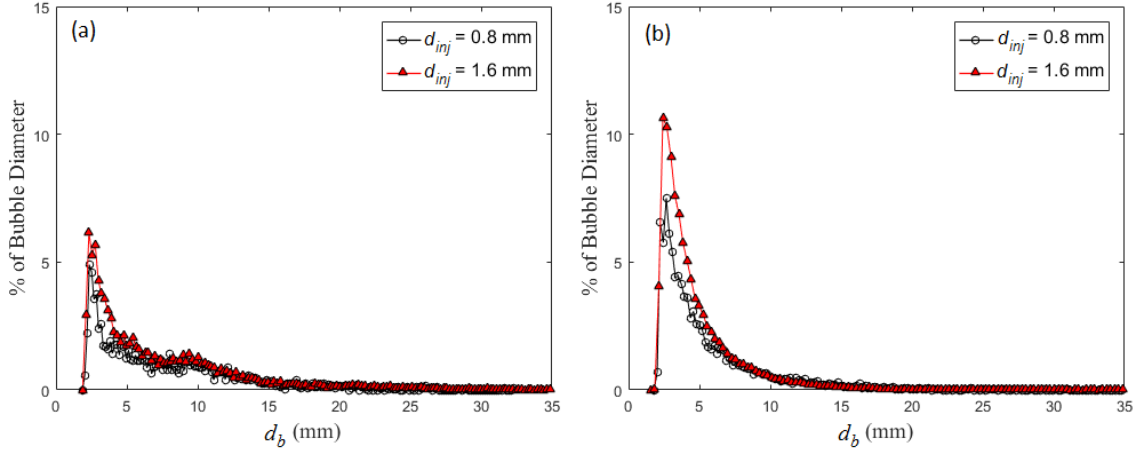 (a)
d_inj = 0.8 mm
d_inj = 1.6 mm
% of Bubble Diameter
15
10
5
0
0 5 10 15 20 25 30 35
d_b (mm)
(b)
d_inj = 0.8 mm
d_inj = 1.6 mm
% of Bubble Diameter
15
10
5
0
0 5 10 15 20 25 30 35
d_b (mm)